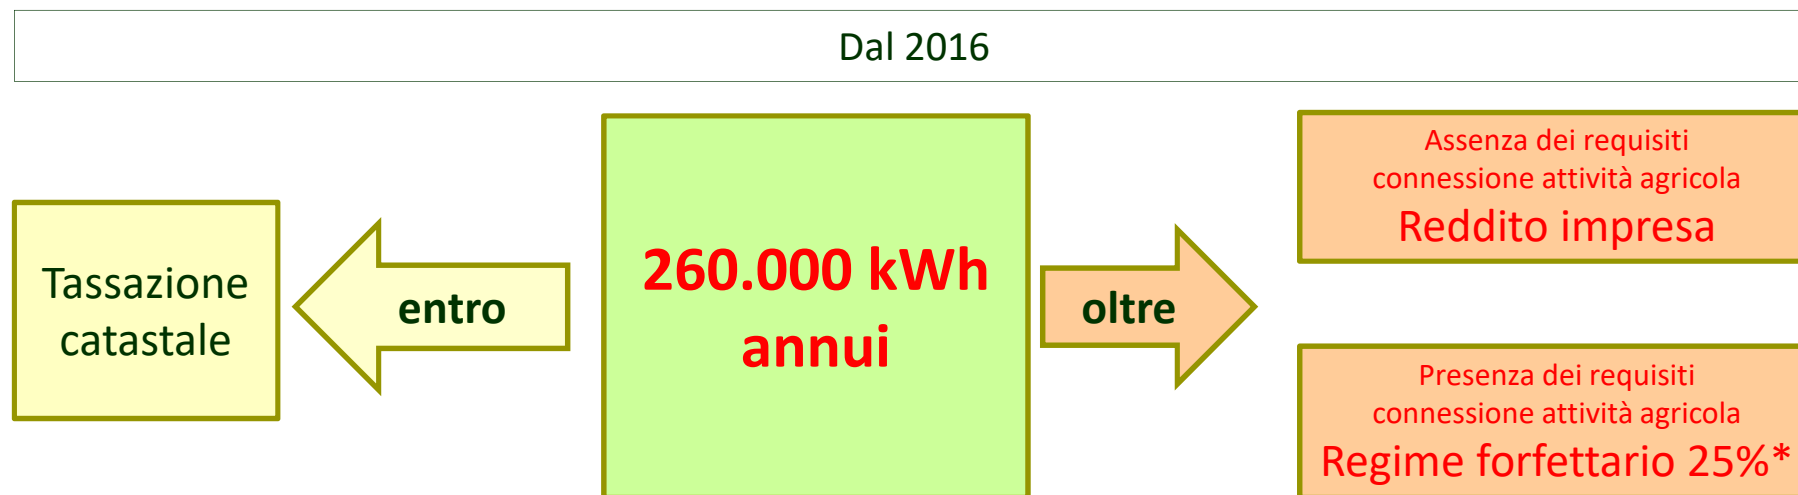 Dal 2016
Tassazione
catastale
entro
260.000 kWh
annui
oltre
Assenza dei requisiti
connessione attività agricola
Reddito impresa
Presenza dei requisiti
connessione attività agricola
Regime forfettario 25%*